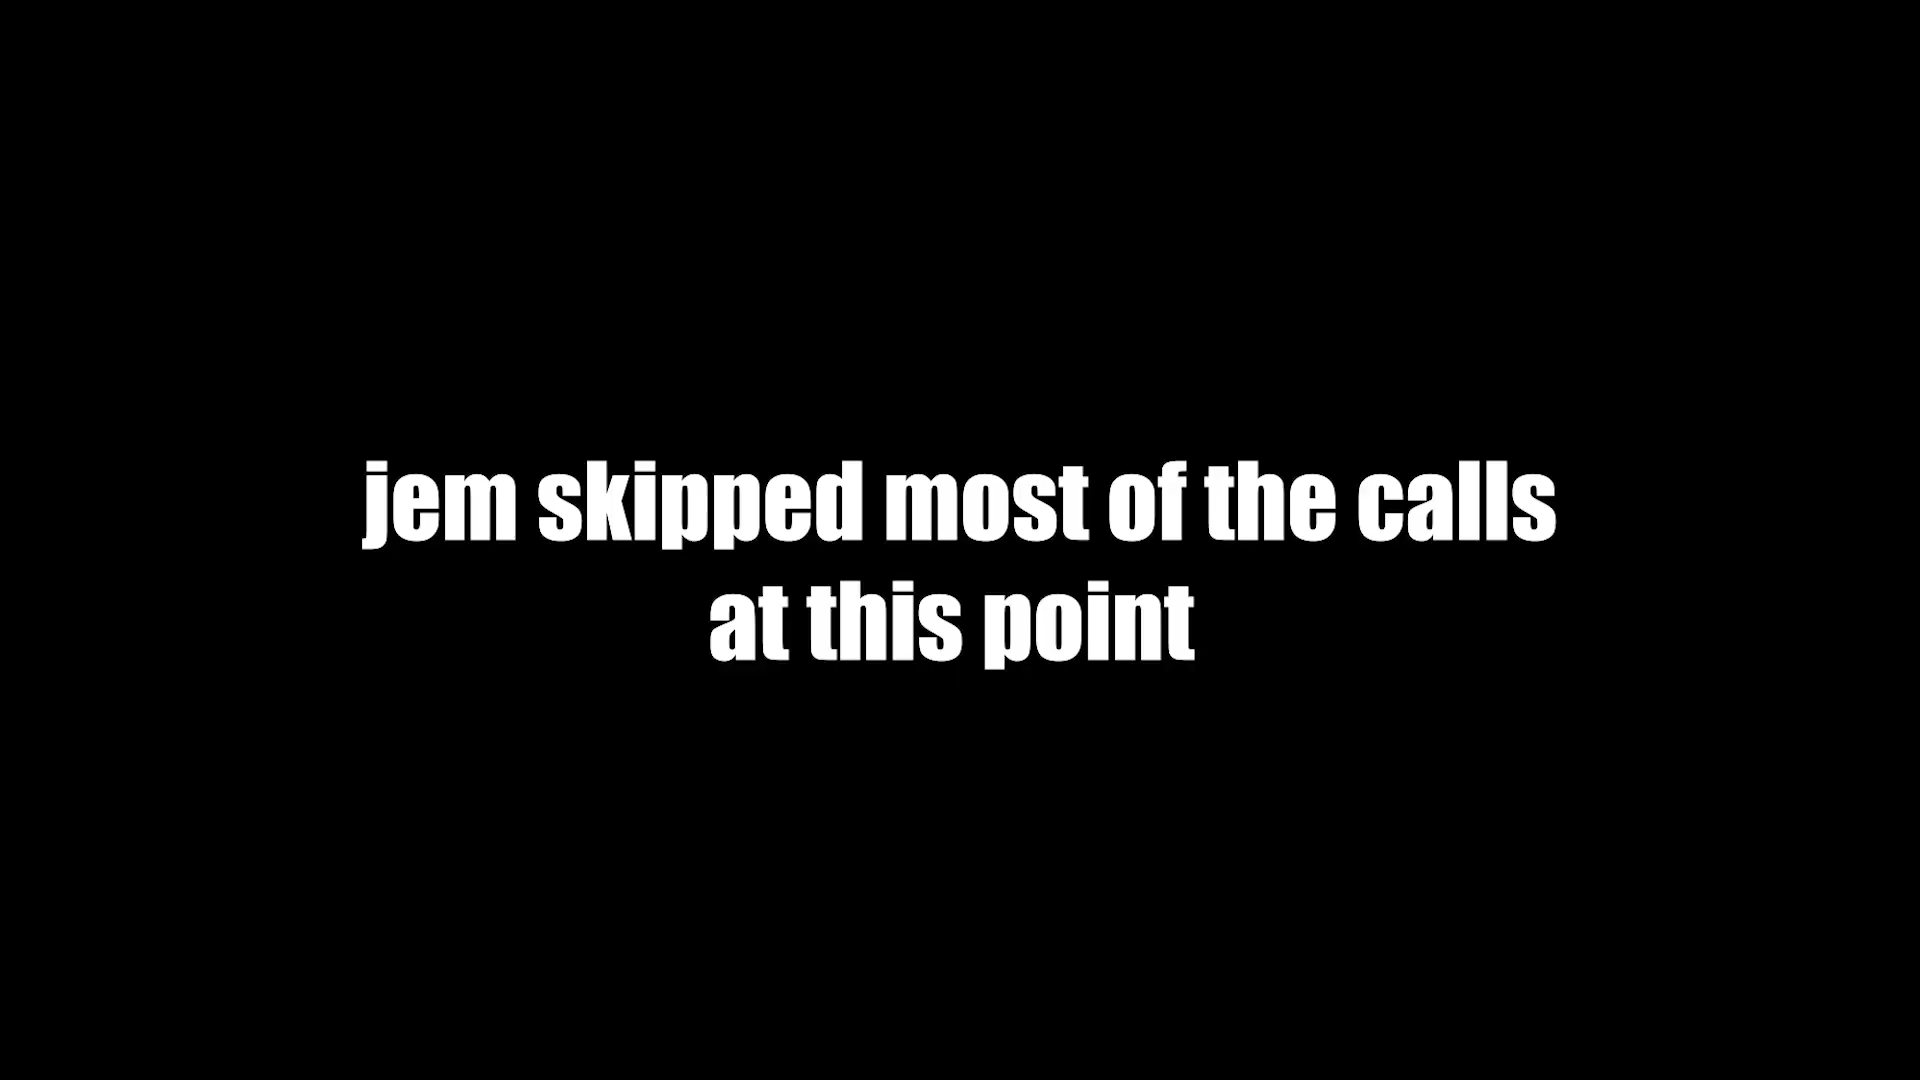 jem skipped most of the calls
at this point